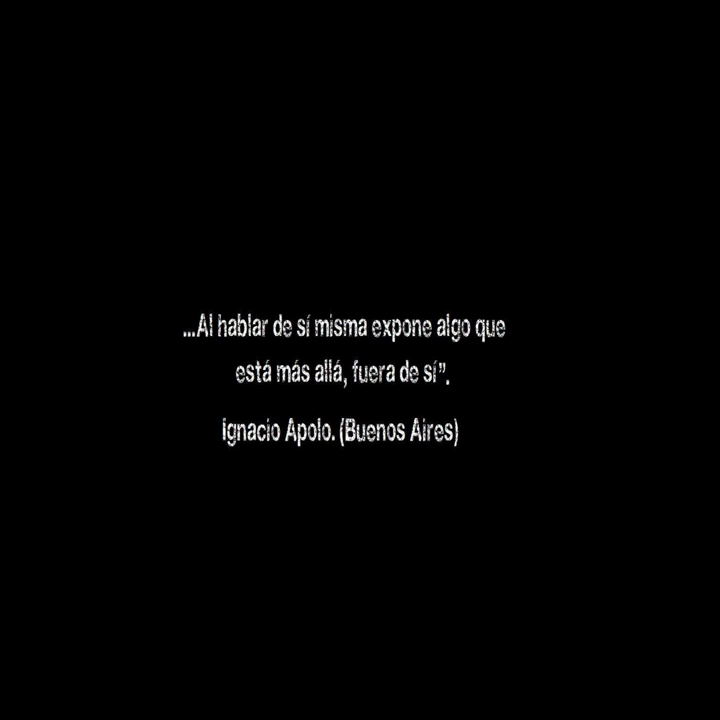 ...Al hablar de sí misma expone algo que
está más allá, fuera de sí”.
Ignacio Apolo. (Buenos Aires)